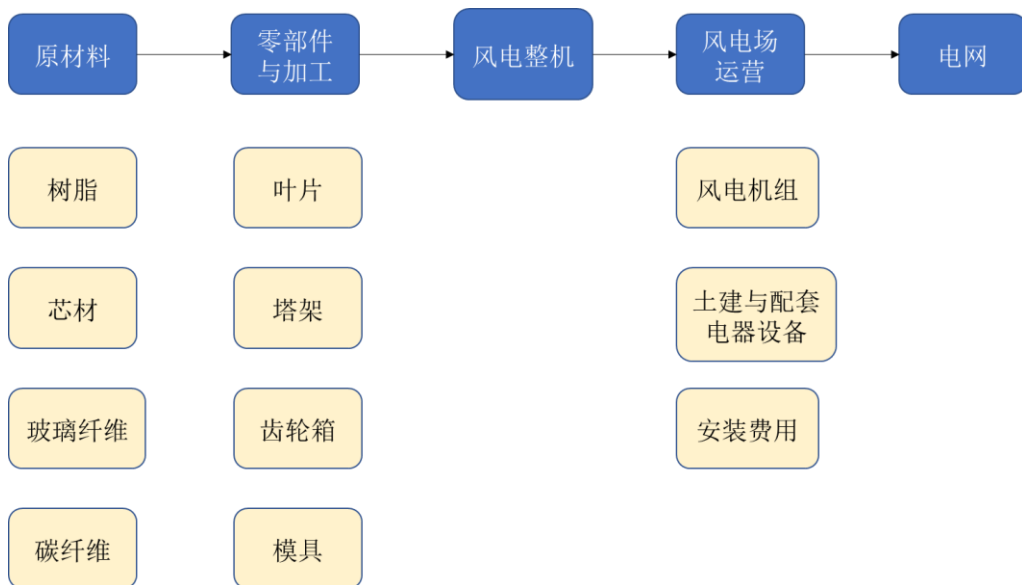 原材料
零部件
与加工
风电整机
风电场
运营
电网
树脂
叶片
风电机组
芯材
塔架
土建与配套
电器设备
玻璃纤维
齿轮箱
安装费用
碳纤维
模具